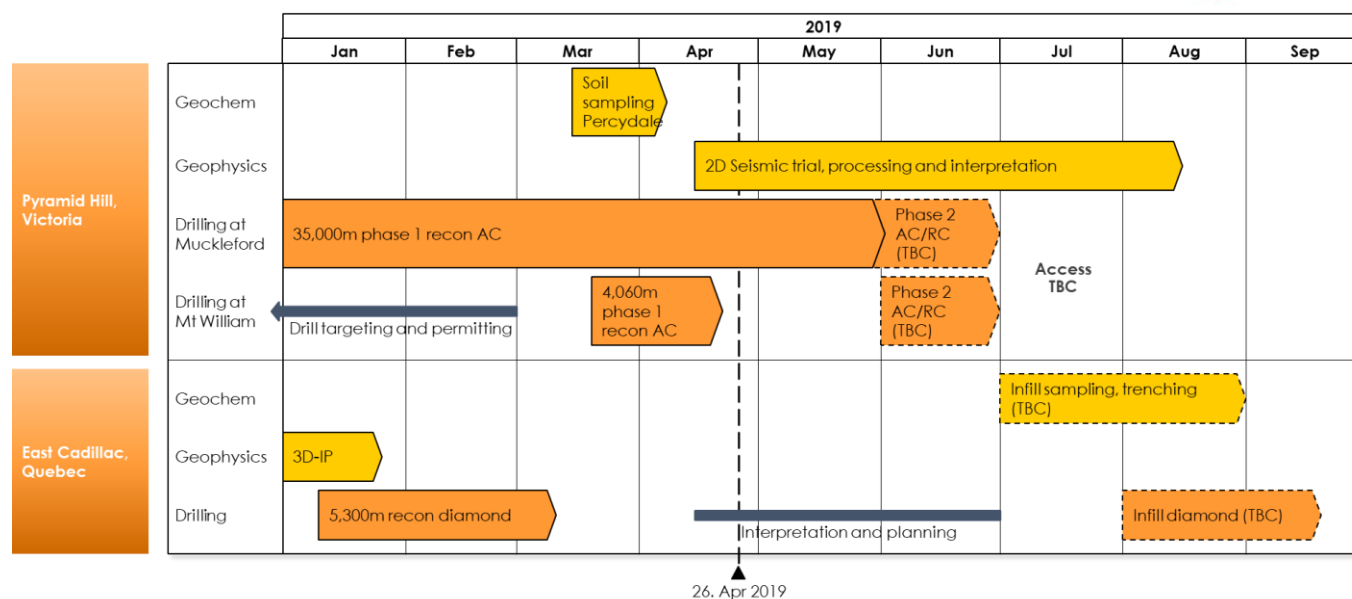 2019
Jan Feb Mar Apr May Jun Jul Aug Sep
Pyramid Hill,
Victoria
Geochem
Soil
sampling
Percydale
Geophysics
2D Seismic trial, processing and interpretation
Drilling at
Muckleford
35,000m phase 1 recon AC
Phase 2
AC/RC
(TBC)
Access
TBC
Drilling at
Mt William
Drill targeting and permitting
4,060m
phase 1
recon AC
Phase 2
AC/RC
(TBC)
East Cadillac,
Quebec
Geochem
Infill sampling, trenching
(TBC)
Geophysics
3D-IP
Drilling
5,300m recon diamond
Interpretation and planning
Infill diamond (TBC)
26. Apr 2019